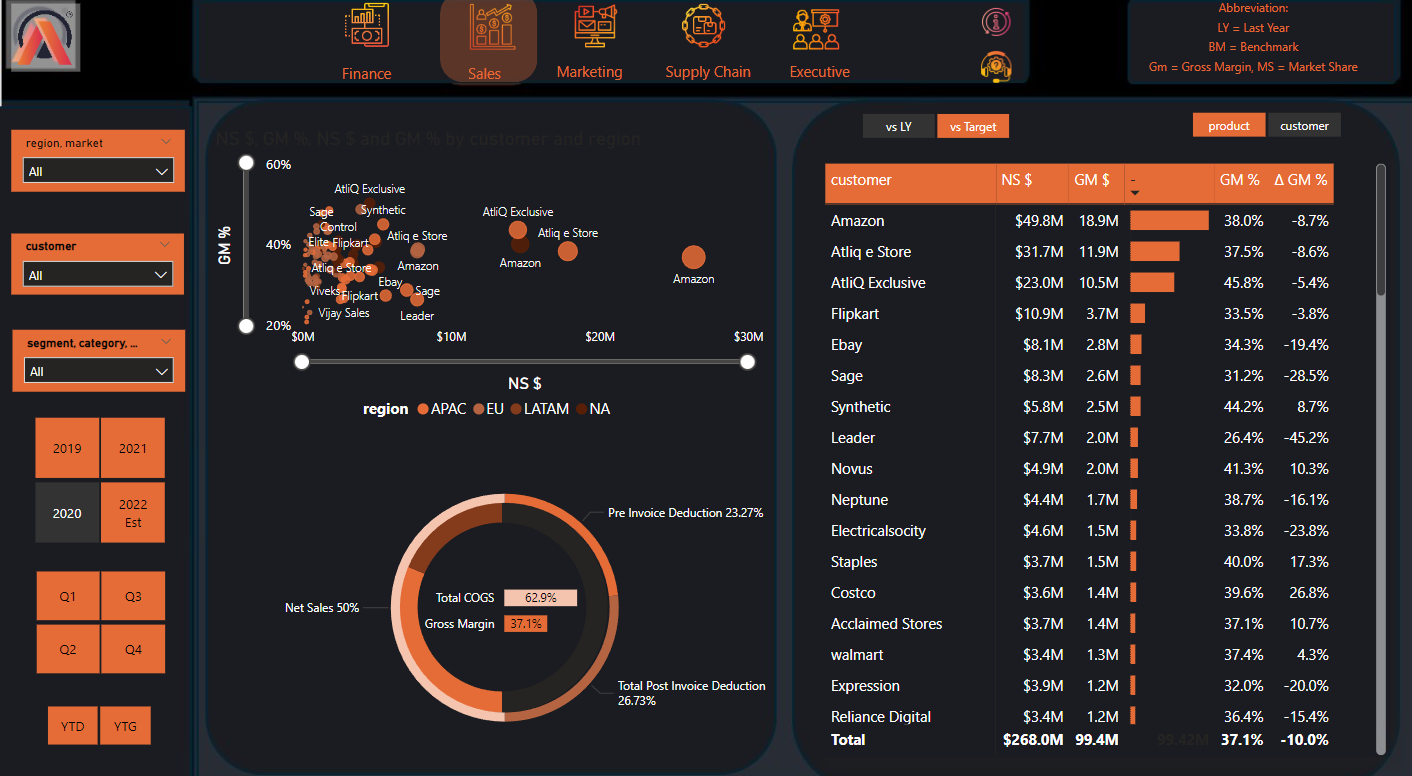 Abbreviation:
LY = Last Year
BM = Benchmark
Gm = Gross Margin, MS = Market Share
Finance
Sales
Marketing
Supply Chain
Executive
region, market
All
customer
All
segment, category, ...
All
2019
2021
2020
2022
Est
Q1
Q3
Q2
Q4
YTD
YTG
NS $, GM %, NS $ and GM % by customer and region
GM %
60%
40%
20%
AtliQ Exclusive
Sage
Synthetic
Control
Elite
Flipkart
Atliq e Store
Atliq e Store
Amazon
Ebay
Viveks
Flipkart
Sage
Vijay Sales
Leader
AtliQ Exclusive
Atliq e Store
Amazon
Amazon
$0M
$10M
$20M
$30M
NS $
region APAC EU LATAM NA
Pre Invoice Deduction 23.27%
Net Sales 50%
Total COGS 62.9%
Gross Margin 37.1%
Total Post Invoice Deduction
26.73%
vs LY
vs Target
product
customer
customer NS $ GM $ - GM % Δ GM %
Amazon $49.8M 18.9M 38.0% -8.7%
Atliq e Store $31.7M 11.9M 37.5% -8.6%
AtliQ Exclusive $23.0M 10.5M 45.8% -5.4%
Flipkart $10.9M 3.7M 33.5% -3.8%
Ebay $8.1M 2.8M 34.3% -19.4%
Sage $8.3M 2.6M 31.2% -28.5%
Synthetic $5.8M 2.5M 44.2% 8.7%
Leader $7.7M 2.0M 26.4% -45.2%
Novus $4.9M 2.0M 41.3% 10.3%
Neptune $4.4M 1.7M 38.7% -16.1%
Electricalsocity $4.6M 1.5M 33.8% -23.8%
Staples $3.7M 1.5M 40.0% 17.3%
Costco $3.6M 1.4M 39.6% 26.8%
Acclaimed Stores $3.7M 1.4M 37.1% 10.7%
walmart $3.4M 1.3M 37.4% 4.3%
Expression $3.9M 1.2M 32.0% -20.0%
Reliance Digital $3.4M 1.2M 36.4% -15.4%
Total $268.0M 99.4M 99.42M 37.1% -10.0%